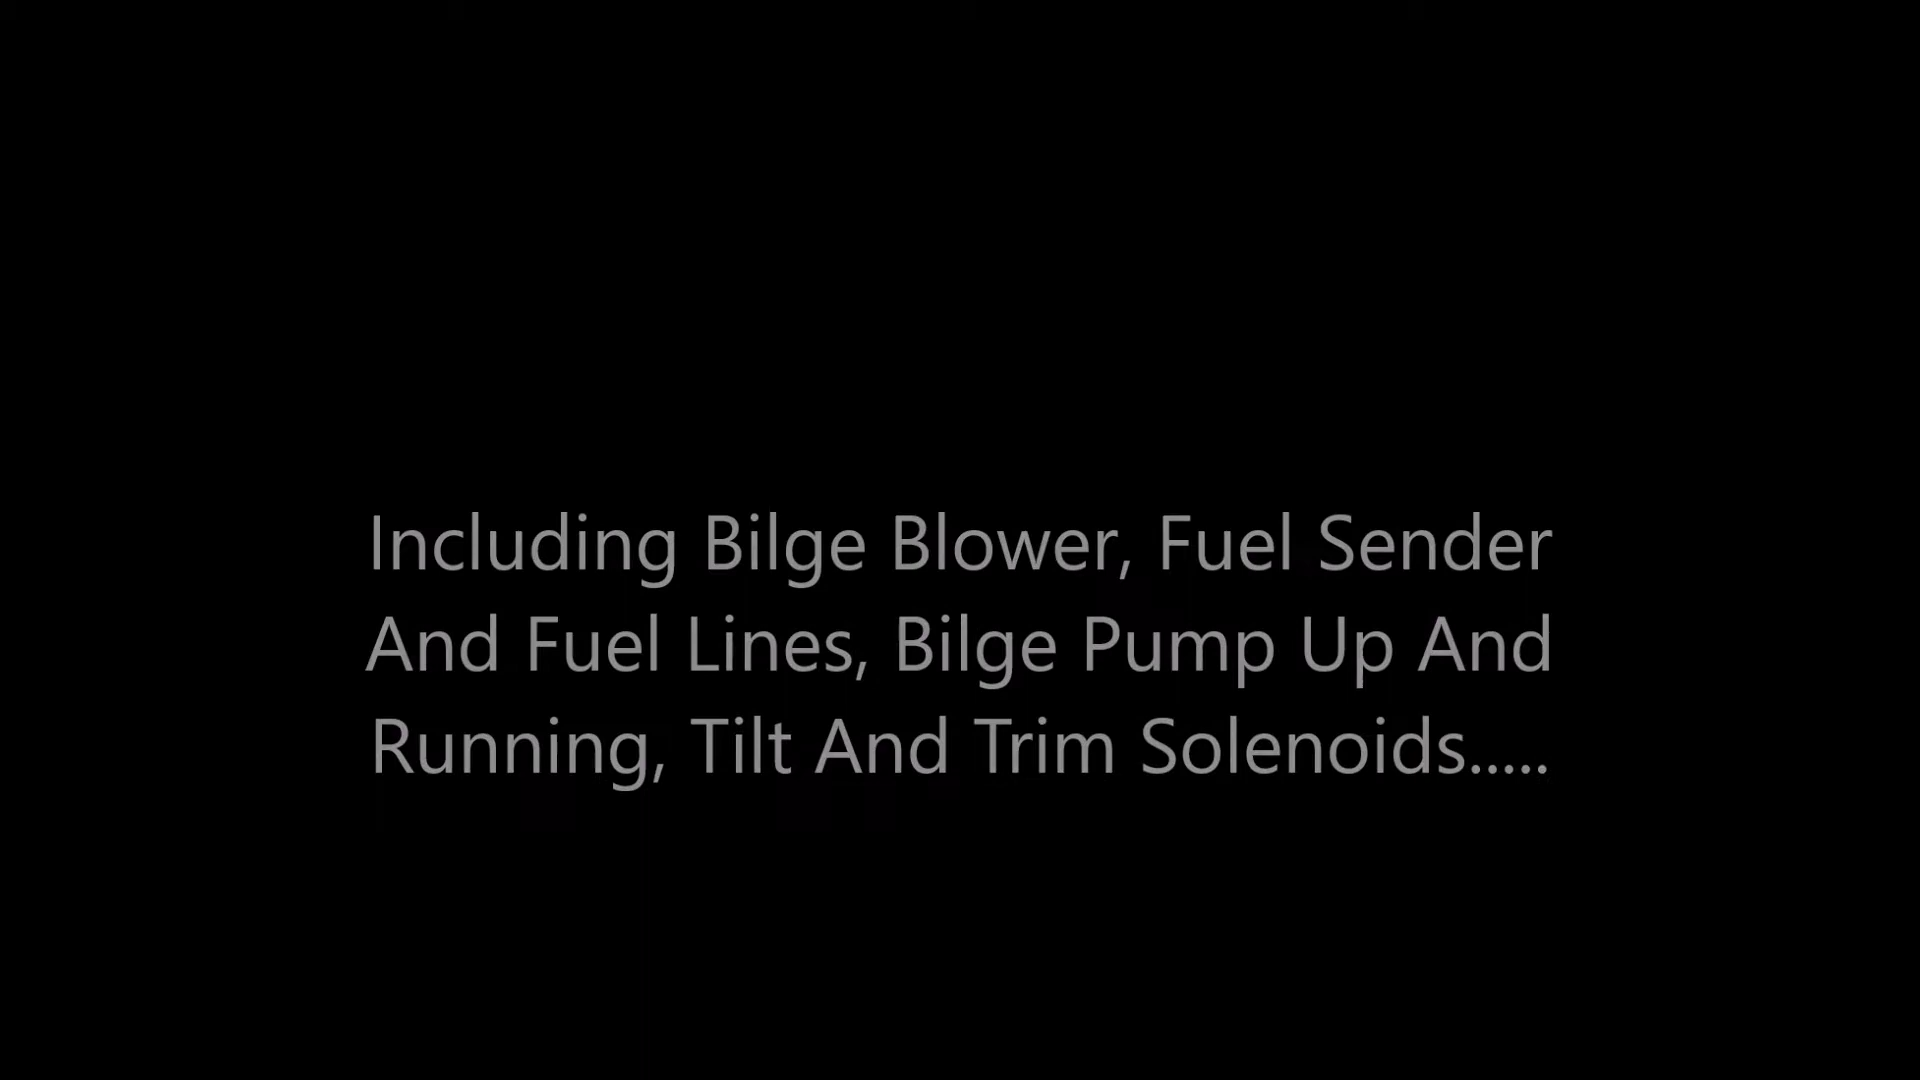 Including Bilge Blower, Fuel Sender
And Fuel Lines, Bilge Pump Up And
Running, Tilt And Trim Solenoids.....